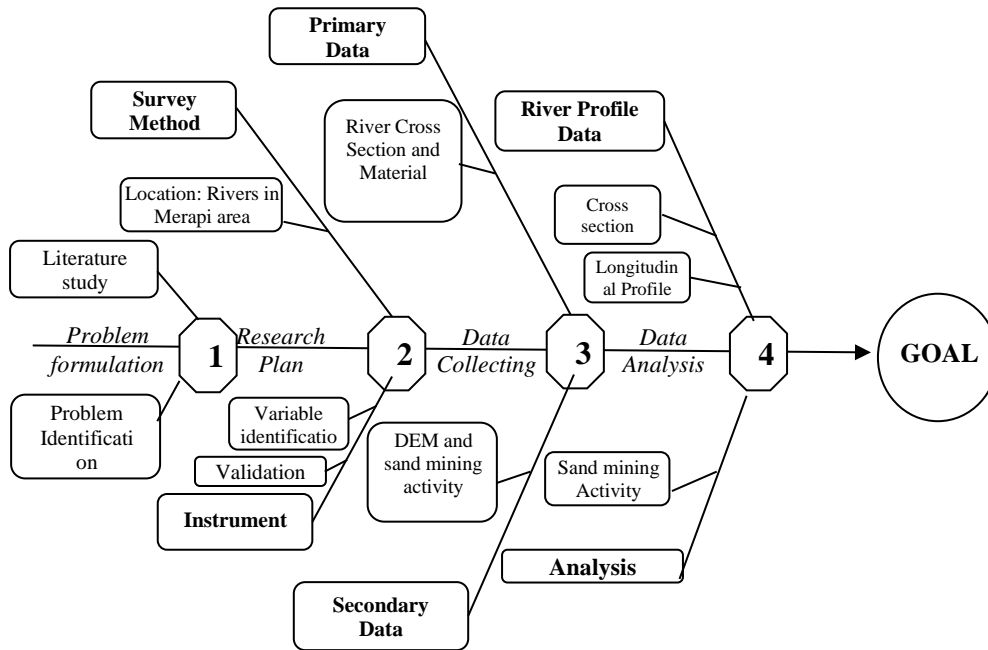 Primary
Data
Survey
Method
River Profile
Data
River Cross
Section and
Material
Location: Rivers in
Merapi area
Cross
section
Literature
study
Longitudin
al Profile
Problem
formulation
1
Research
Plan
2
Data
Collecting
3
Data
Analysis
4
GOAL
Problem
Identificati
on
Variable
identificatio
Validation
Instrument
DEM and
sand mining
activity
Sand mining
Activity
Analysis
Secondary
Data